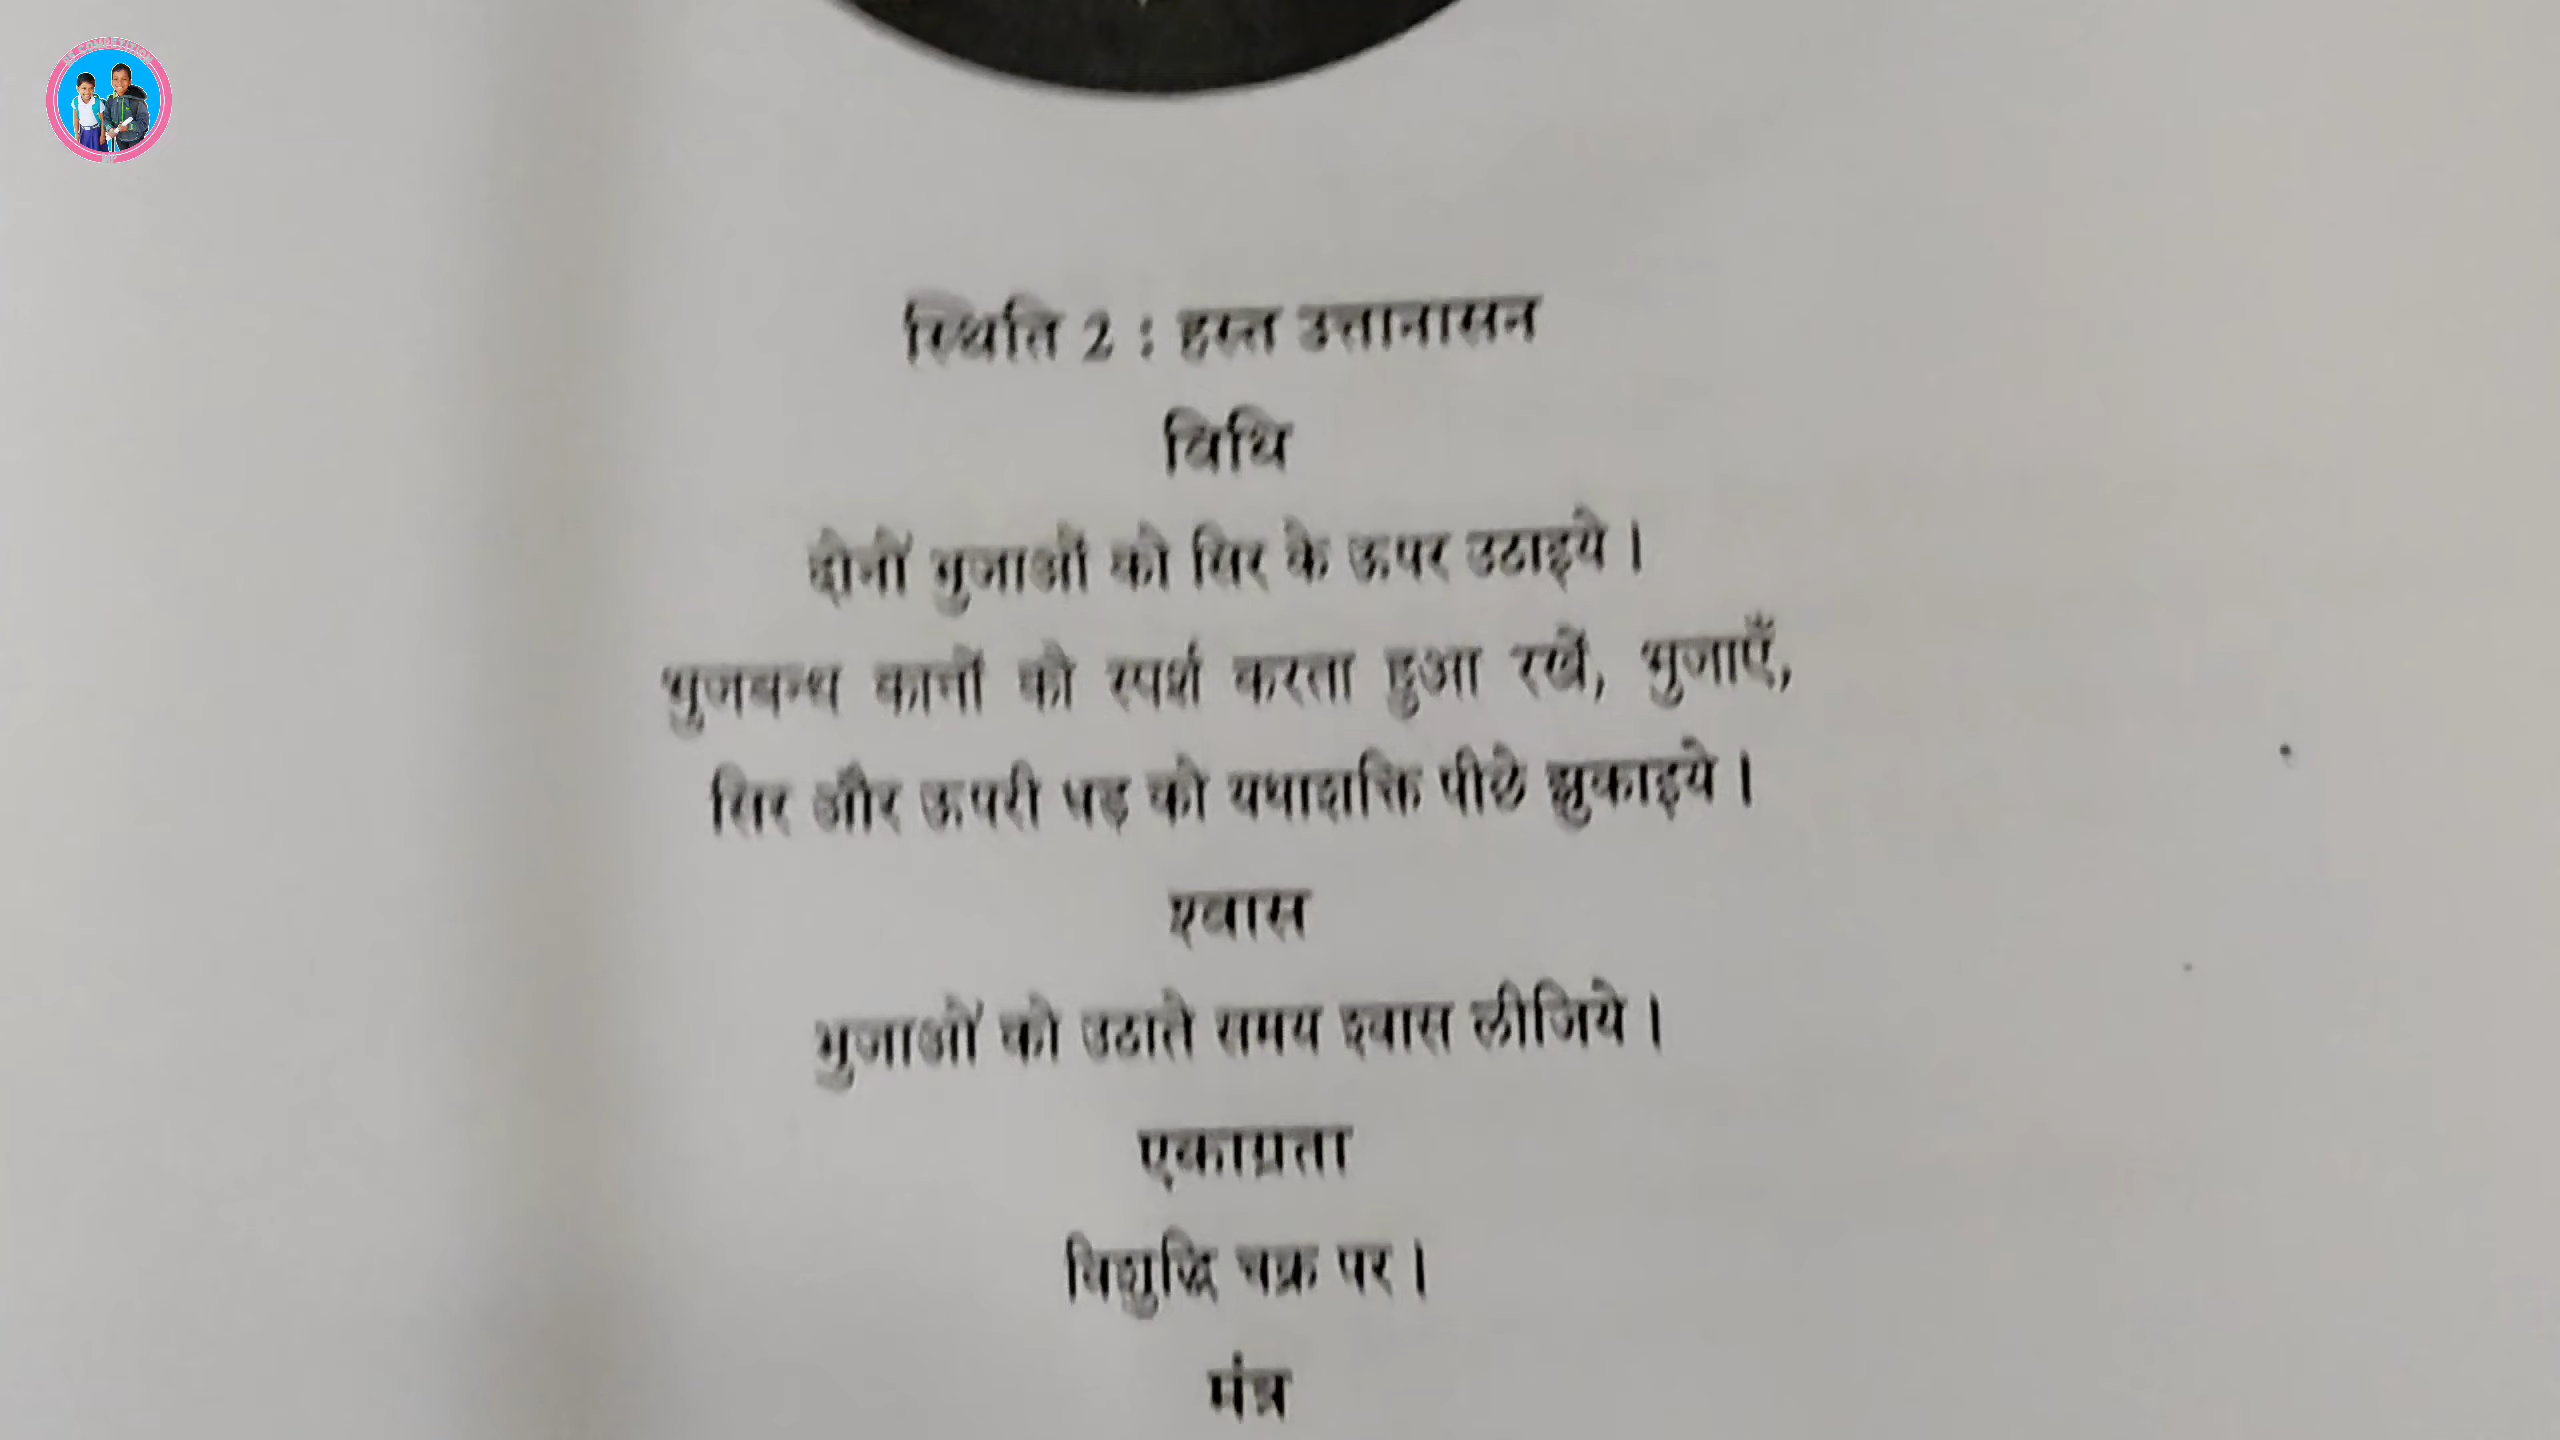 स्थिति 2 : हस्त उत्तानासन
विधि
दोनों भुजाओं को सिर के ऊपर उठाइये।
भुजबन्ध कानों को स्पर्श करता हुआ रखें, भुजाएँ,
सिर और ऊपरी धड़ को यथाशक्ति पीछे झुकाइये।
श्वास
भुजाओं को उठाते समय श्वास लीजिये।
एकाग्रता
विशुद्धि चक्र पर।
मंत्र